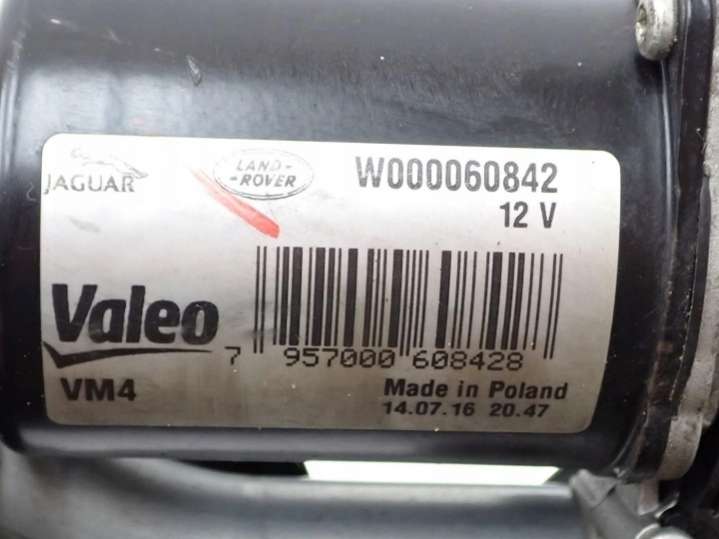 JAGUAR
LAND-
-ROVER
W000060842
12 V
Valeo
7 957000 608428
VM4
Made in Poland
14.07.16 20.47